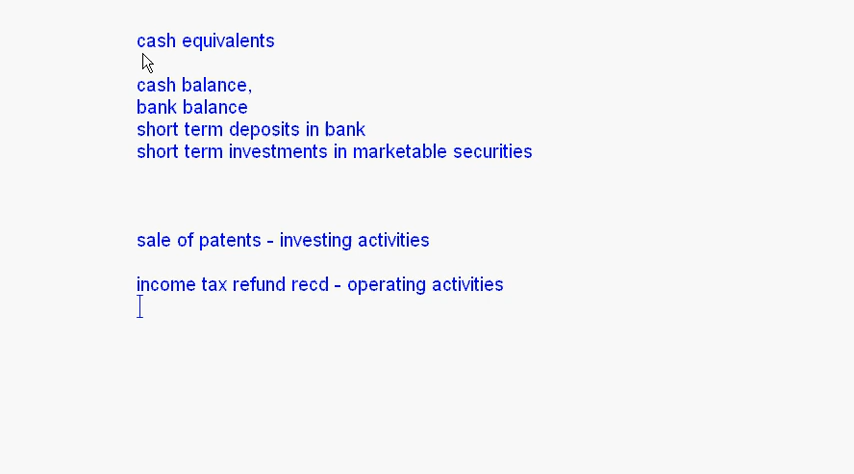 cash equivalents
cash balance,
bank balance
short term deposits in bank
short term investments in marketable securities
sale of patents - investing activities
income tax refund recd - operating activities